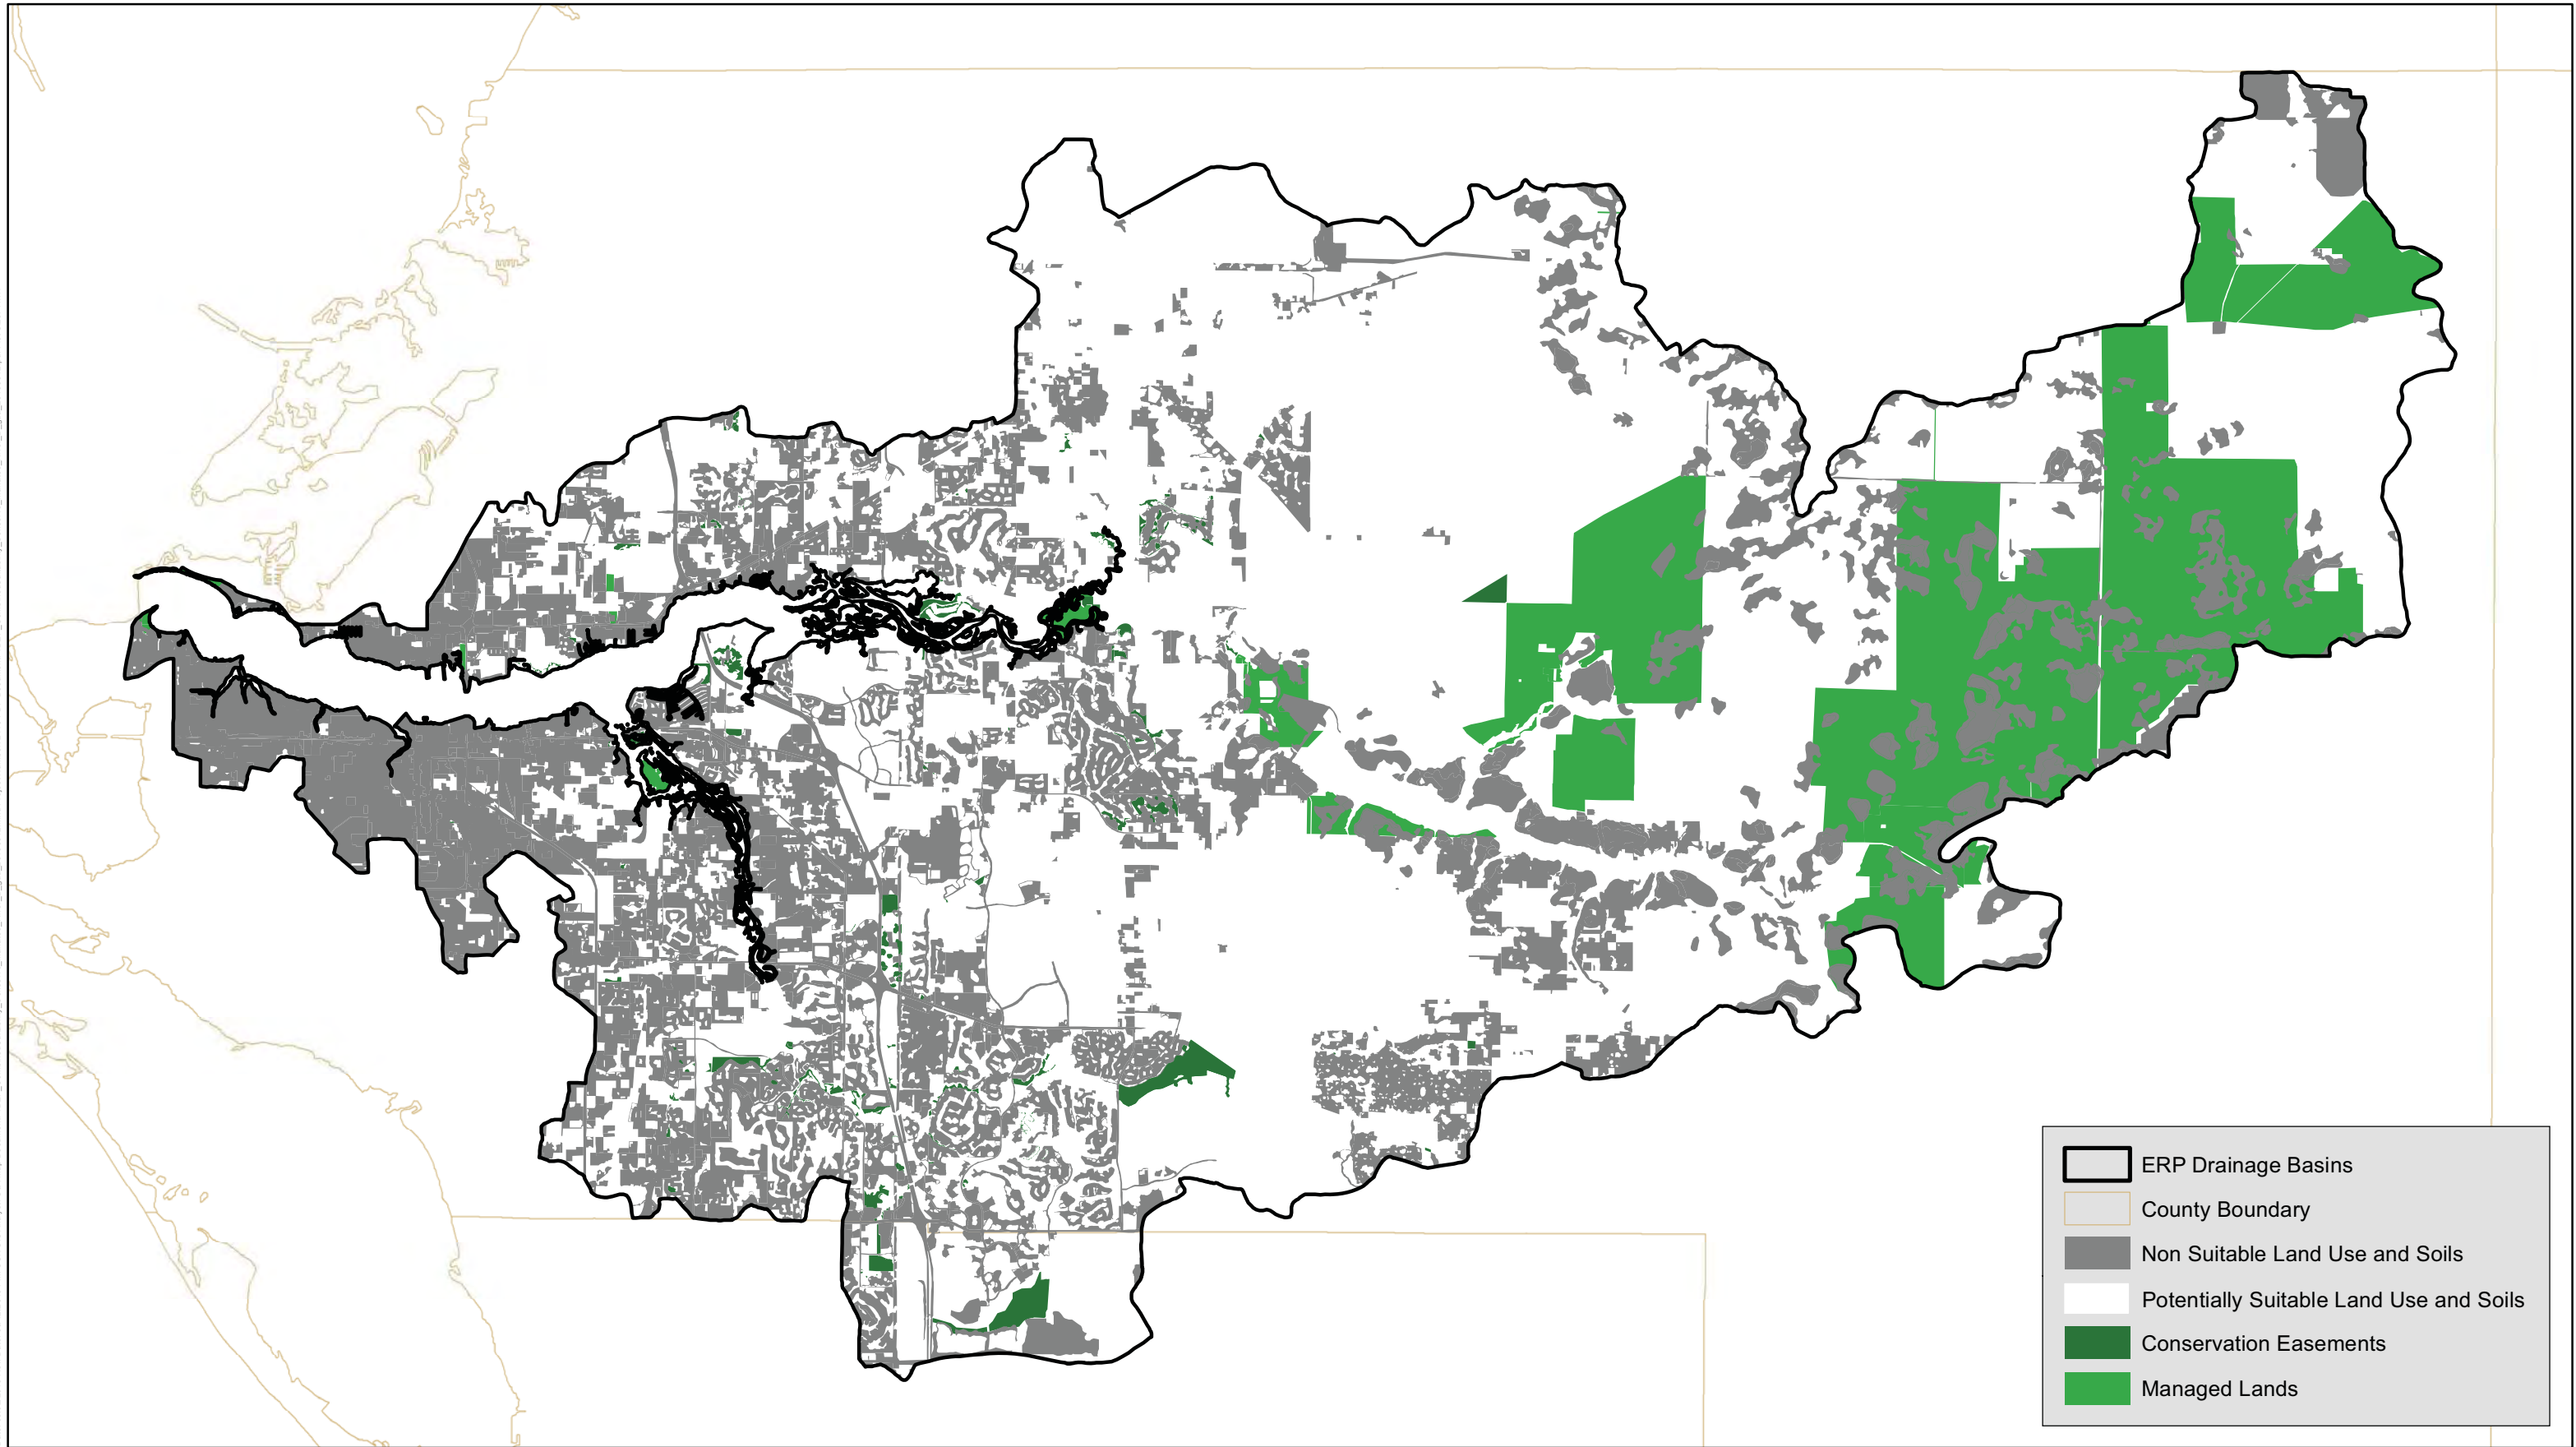 ERP Drainage Basins
County Boundary
Non Suitable Land Use and Soils
Potentially Suitable Land Use and Soils
Conservation Easements
Managed Lands